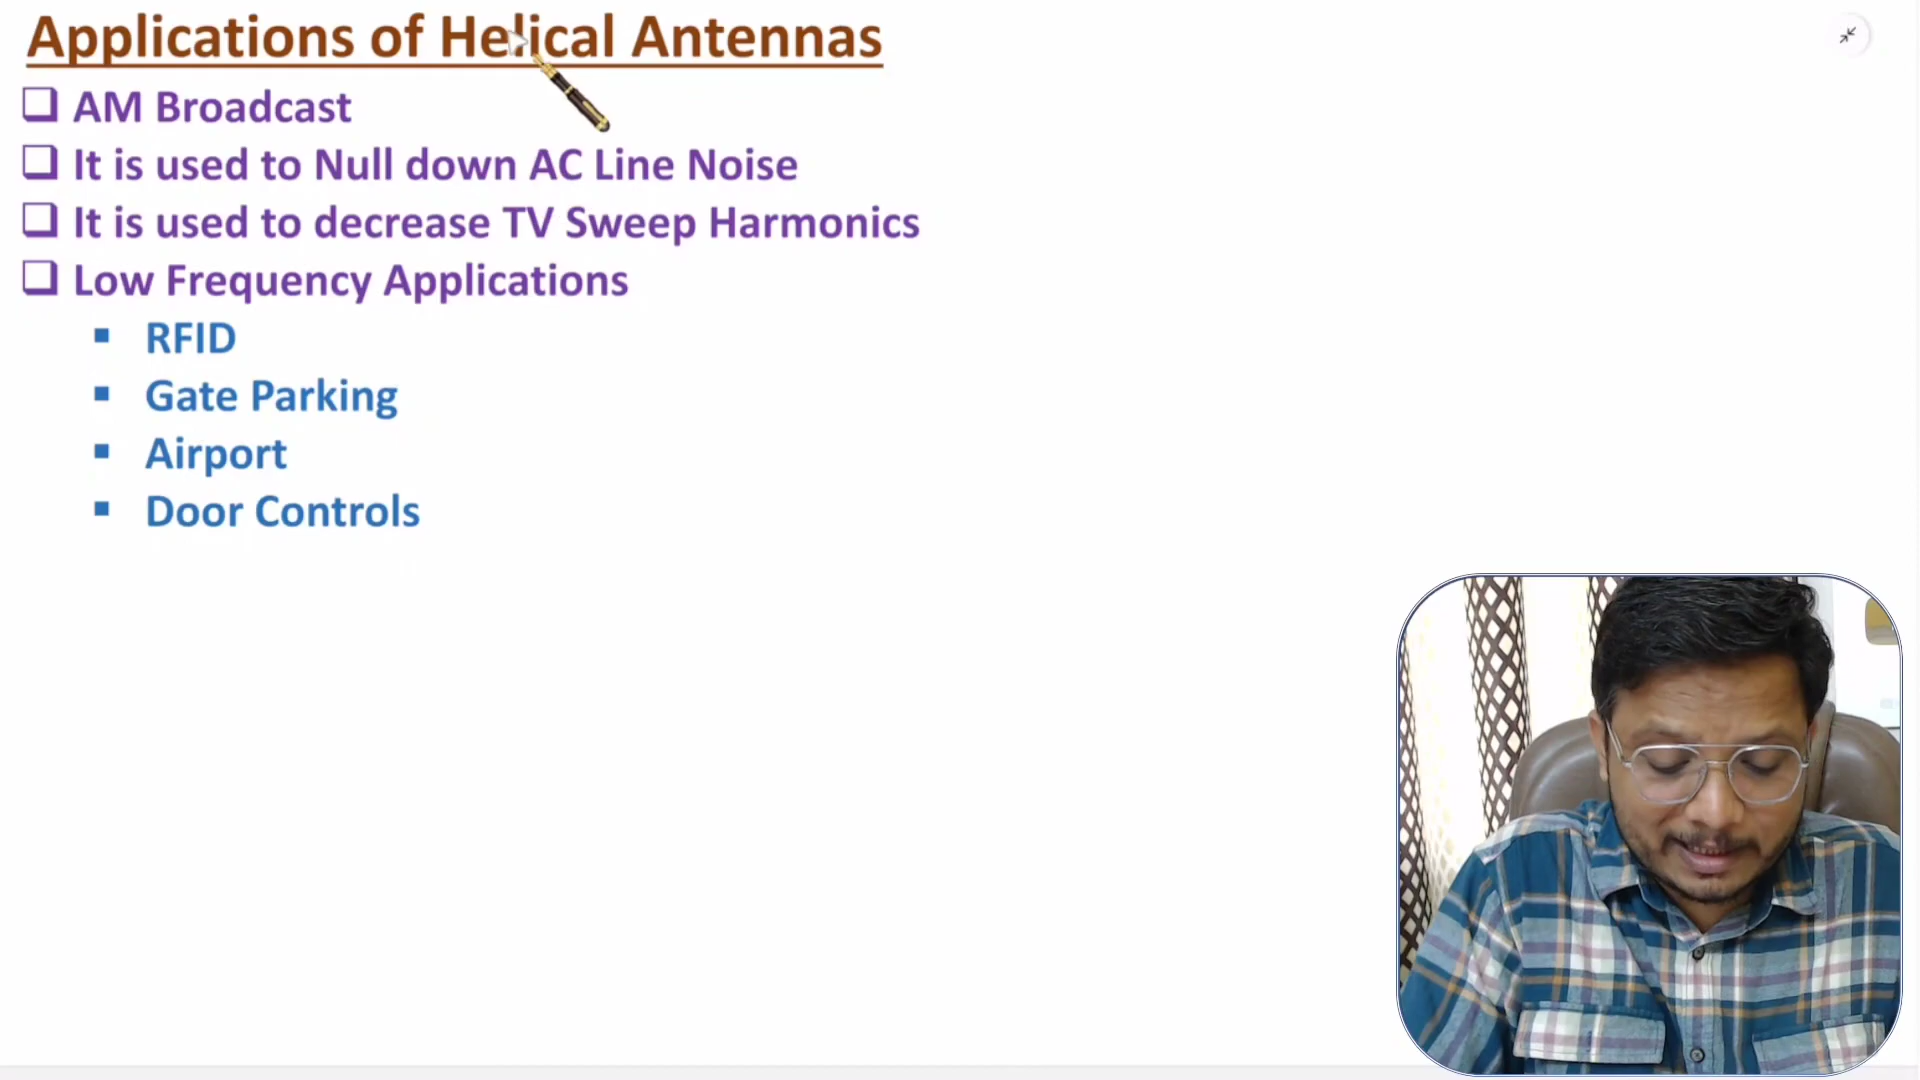 Applications of Helical Antennas
AM Broadcast
It is used to Null down AC Line Noise
It is used to decrease TV Sweep Harmonics
Low Frequency Applications
RFID
Gate Parking
Airport
Door Controls